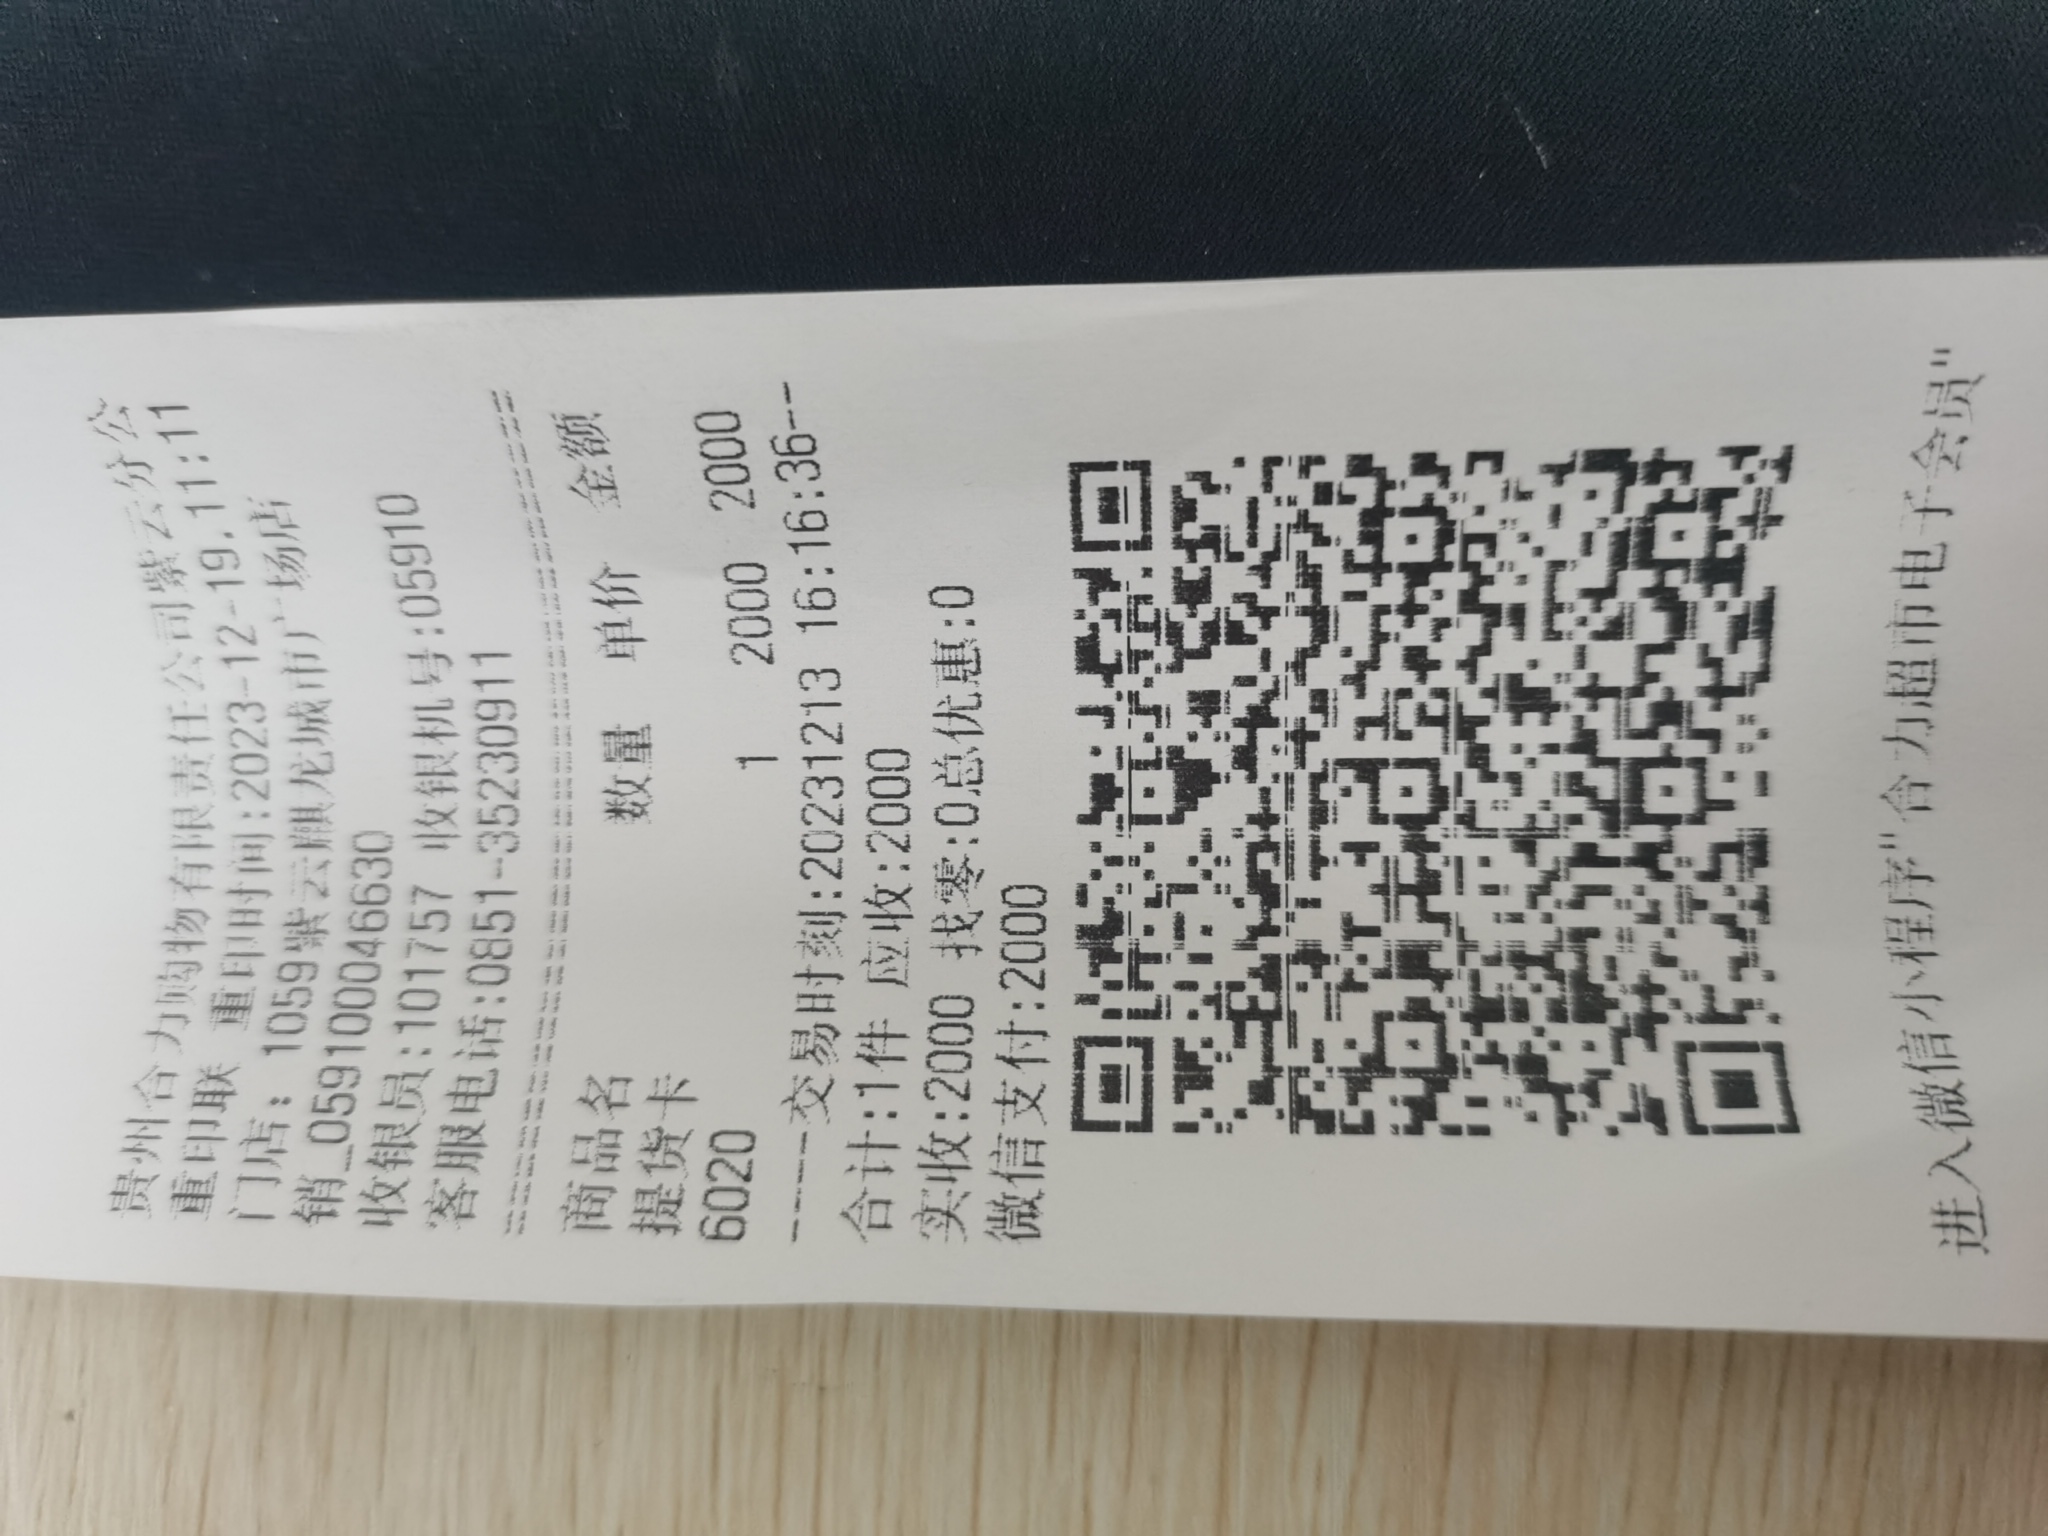 贵州合力购物有限责任公司紫云分公
重印联 重印时间:2023-12-19.11:11
门店: 1059紫云麒龙城市广场店
销_0591000046630
收银员:101757 收银机号:05910
客服电话:0851-35230911
==========================================
商品名 数量 单价 金额
提货卡
6020 1 2000 2000
----交易时刻:20231213 16:16:36---
合计:1件 应收:2000
实收:2000 找零:0总优惠:0
微信支付:2000
进入微信小程序"合力超市电子会员"